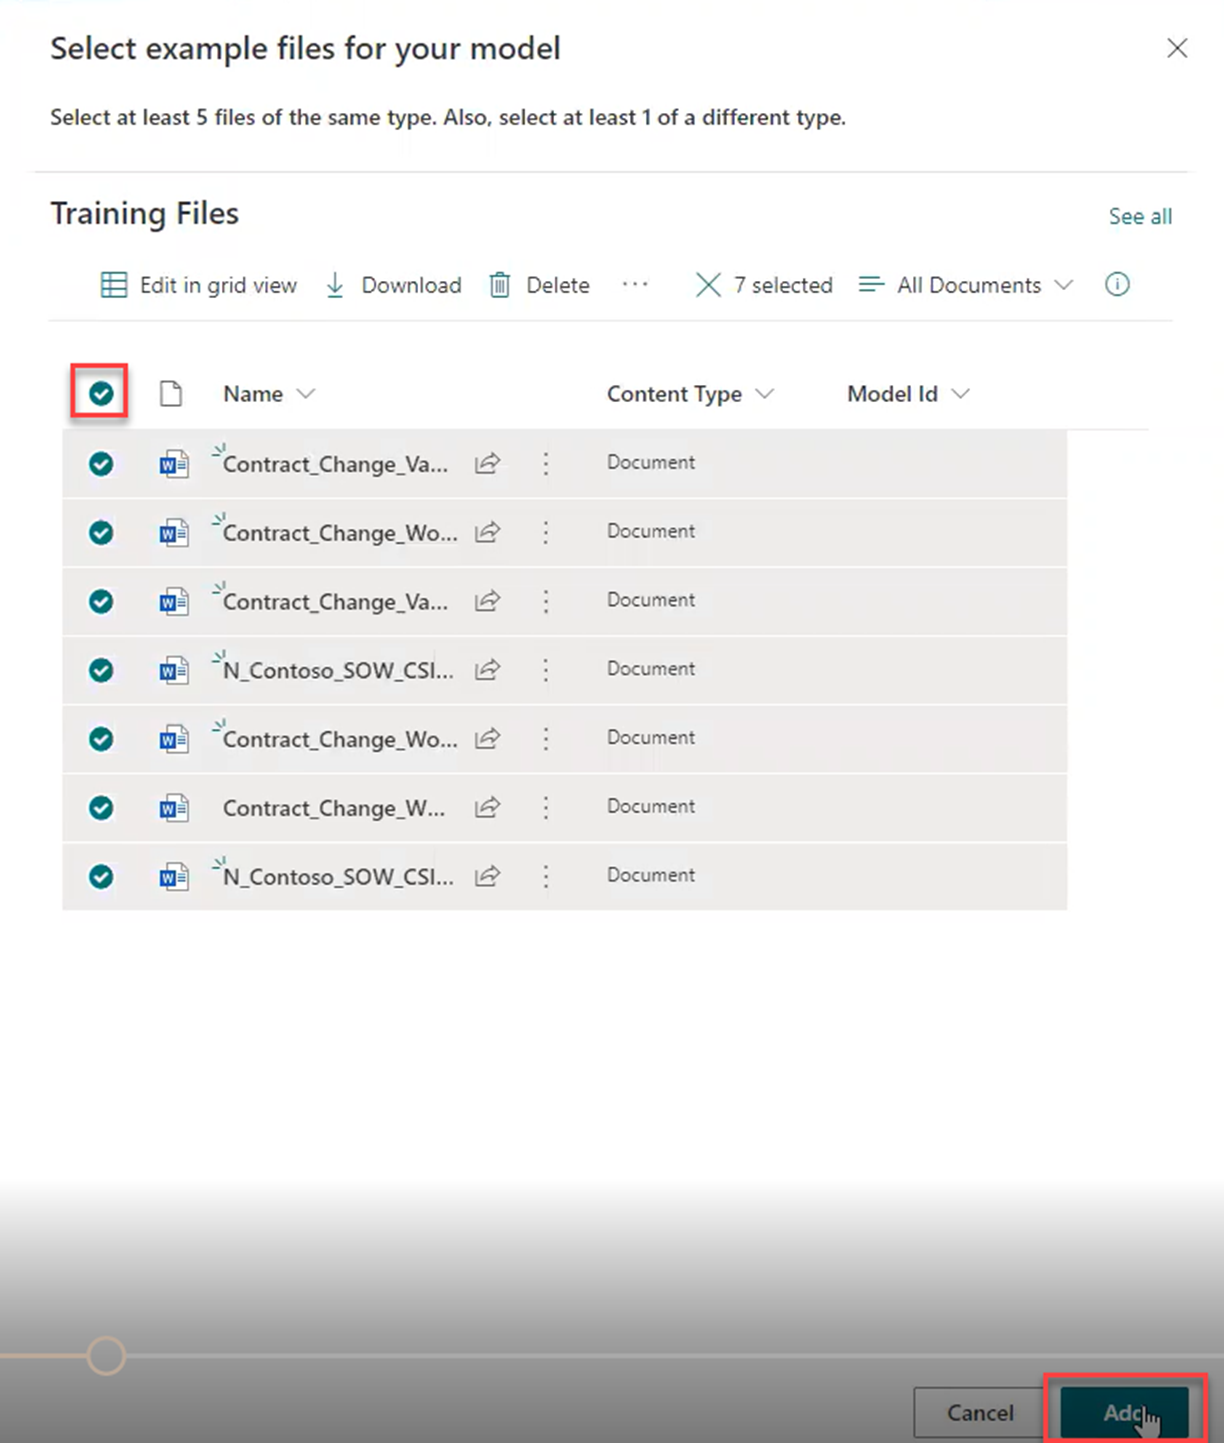 Select example files for your model
Select at least 5 files of the same type. Also, select at least 1 of a different type.
Training Files
See all
Edit in grid view Download Delete ··· 7 selected All Documents
Name Content Type Model Id
Contract_Change_Va... Document
Contract_Change_Wo... Document
Contract_Change_Va... Document
N_Contoso_SOW_CSI... Document
Contract_Change_Wo... Document
Contract_Change_W... Document
N_Contoso_SOW_CSI... Document
Cancel Add